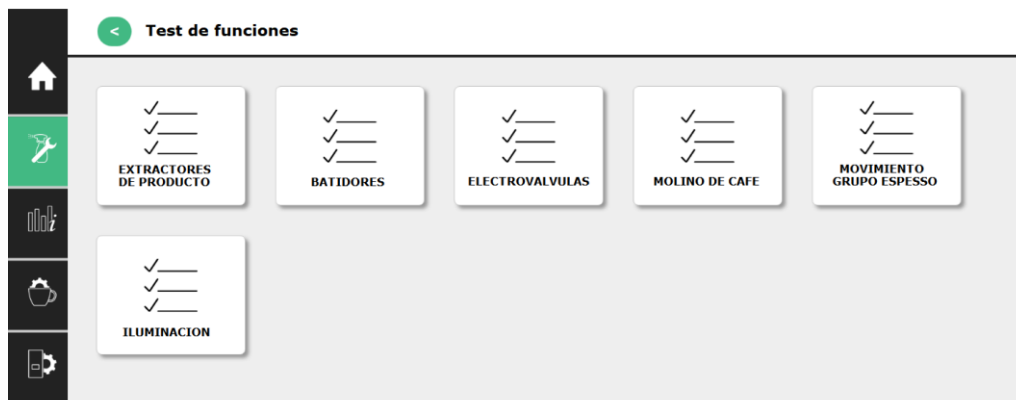 < Test de funciones
EXTRACTORES
DE PRODUCTO
BATIDORES
ELECTROVALVULAS
MOLINO DE CAFE
MOVIMIENTO
GRUPO ESPESSO
ILUMINACION
i